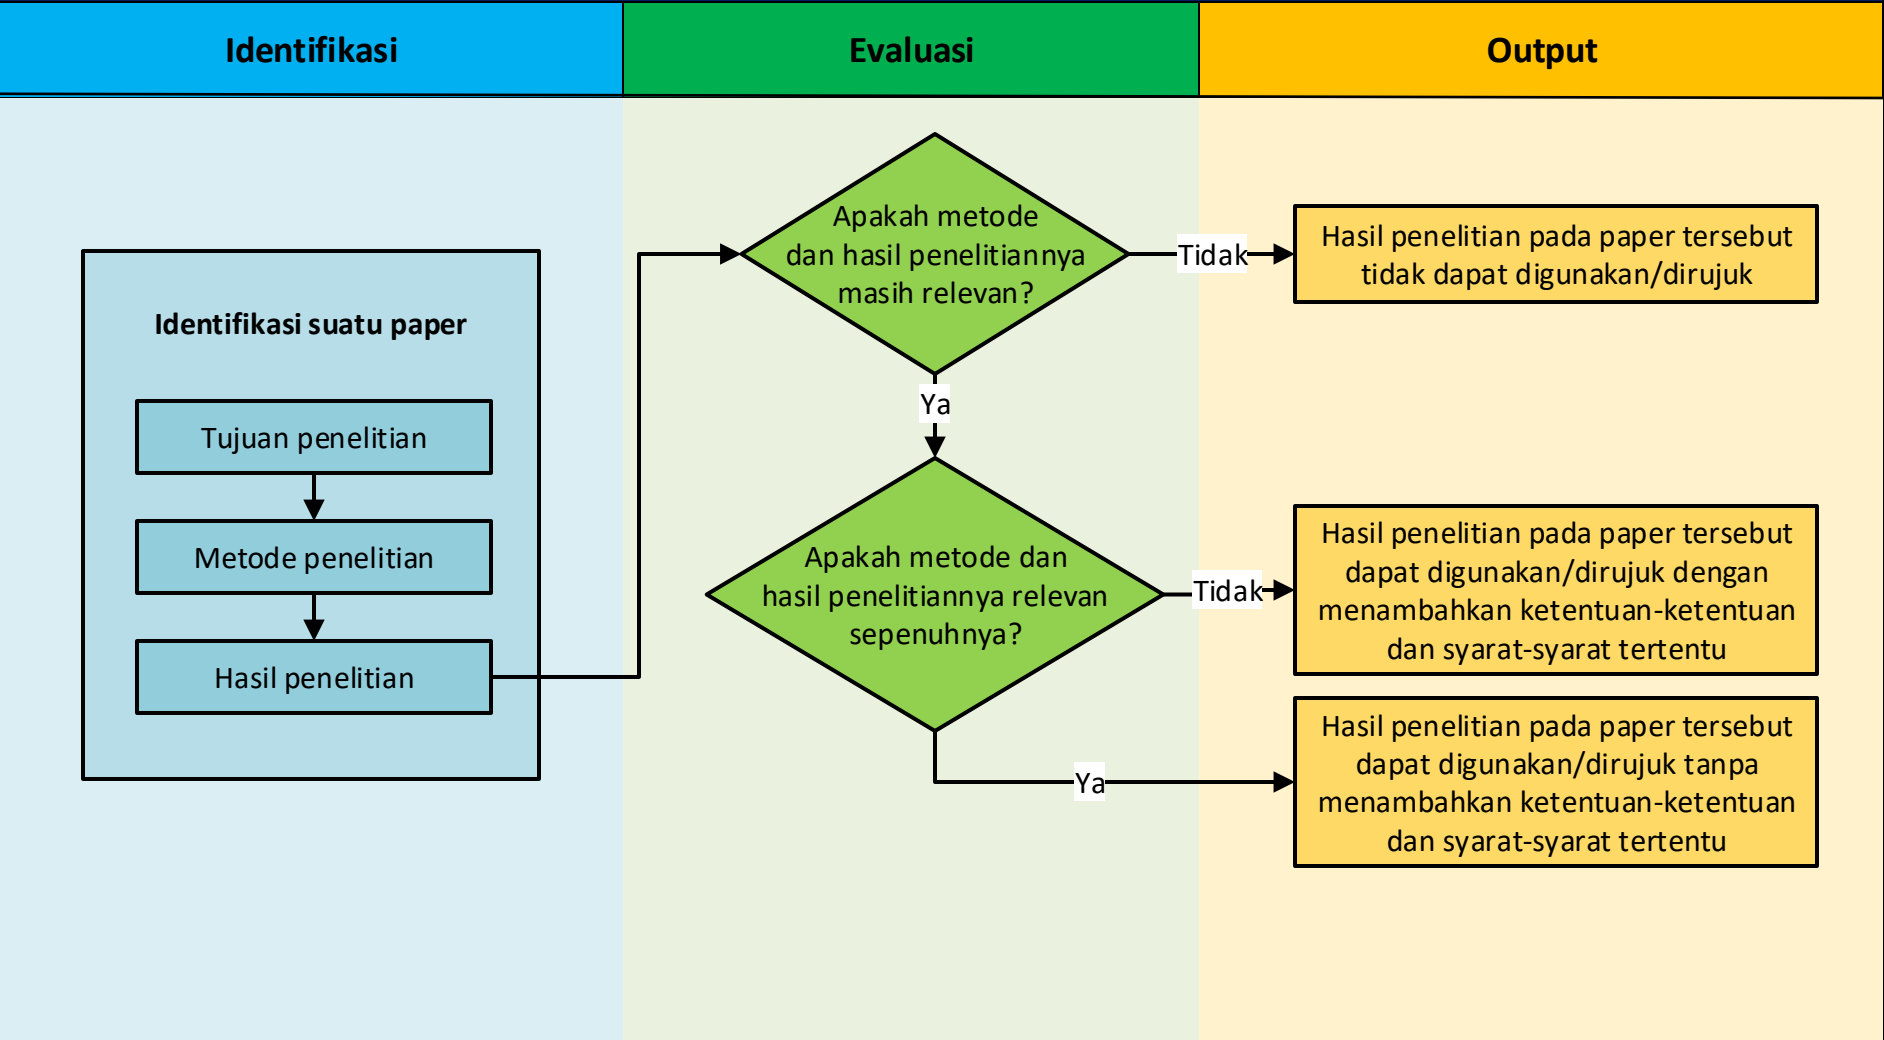 Identifikasi
Evaluasi
Output
Identifikasi suatu paper
Tujuan penelitian
Metode penelitian
Hasil penelitian
Apakah metode
dan hasil penelitiannya
masih relevan?
Tidak
Hasil penelitian pada paper tersebut
tidak dapat digunakan/dirujuk
Ya
Apakah metode dan
hasil penelitiannya relevan
sepenuhnya?
Tidak
Hasil penelitian pada paper tersebut
dapat digunakan/dirujuk dengan
menambahkan ketentuan-ketentuan
dan syarat-syarat tertentu
Ya
Hasil penelitian pada paper tersebut
dapat digunakan/dirujuk tanpa
menambahkan ketentuan-ketentuan
dan syarat-syarat tertentu